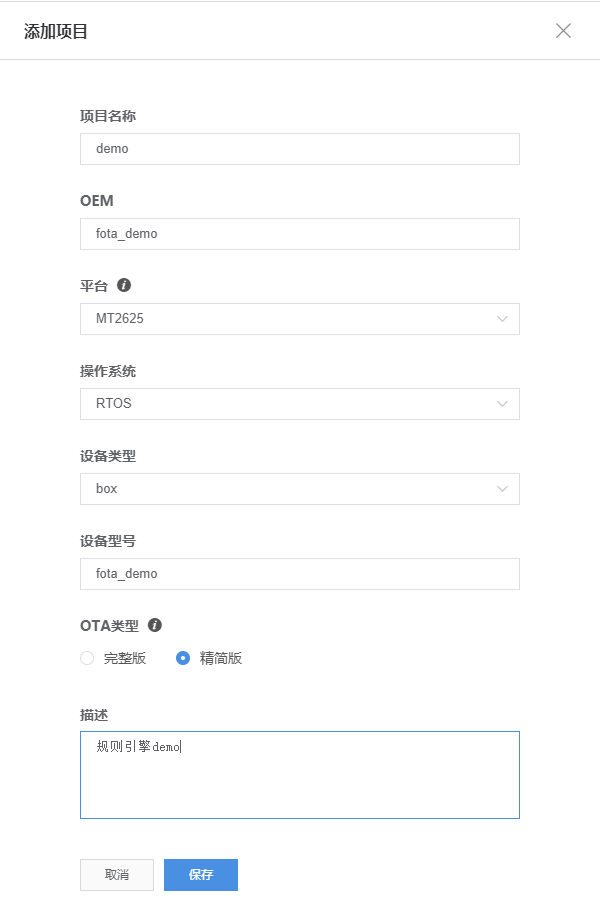 添加项目
项目名称
demo
OEM
fota_demo
平台
MT2625
操作系统
RTOS
设备类型
box
设备型号
fota_demo
OTA类型
完整版 精简版
描述
规则引擎demo
取消 保存